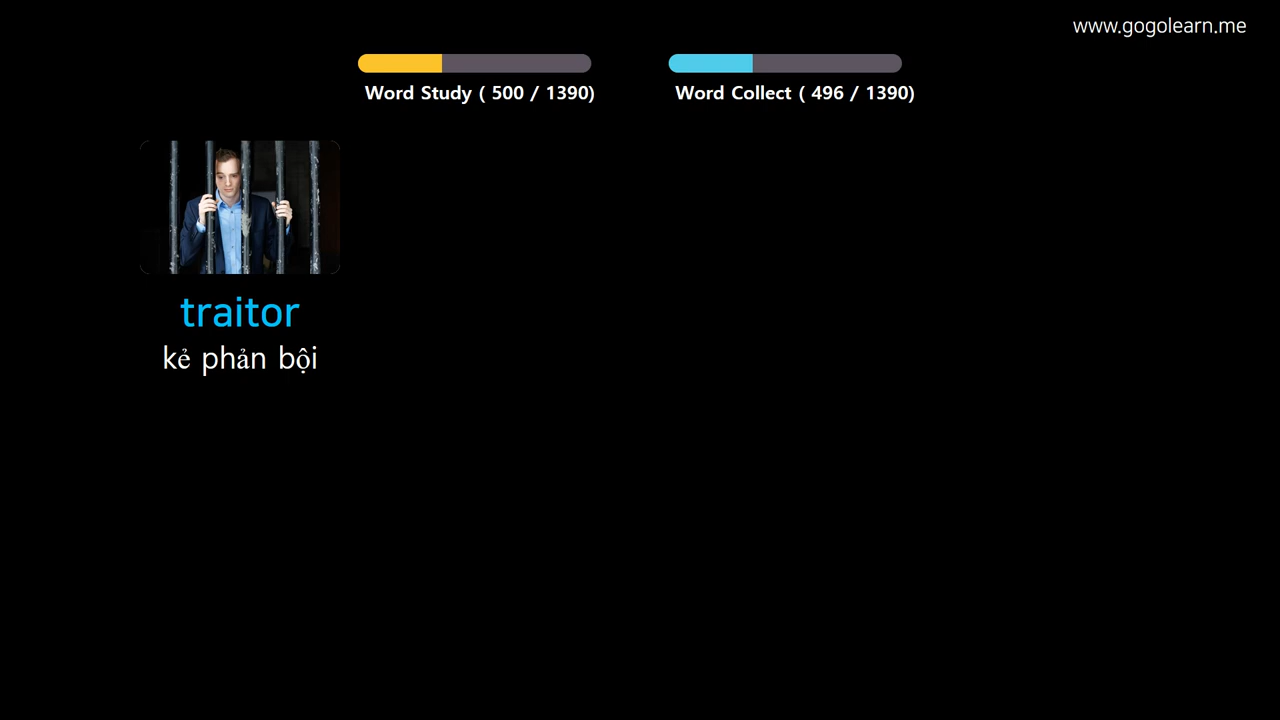 www.gogolearn.me
Word Study ( 500 / 1390)
Word Collect ( 496 / 1390)
traitor
kẻ phản bội